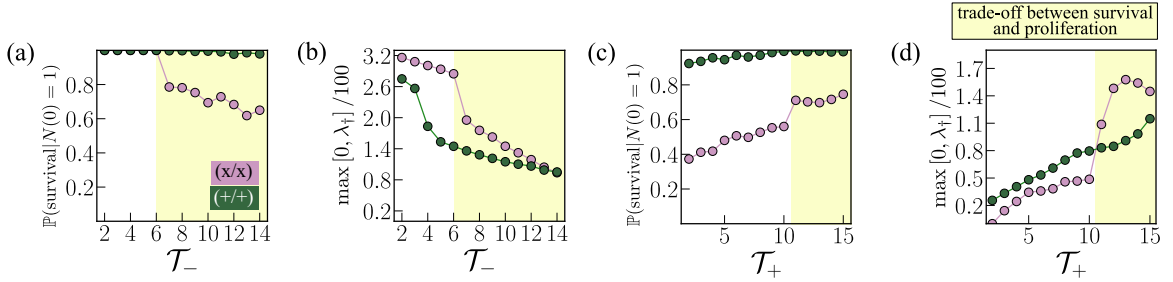 trade-off between survival
and proliferation
(a)
ℙ(survival|N(0) = 1)
0.8
0.6
0.4
0.2
2 4 6 8 10 12 14
𝒯₋
(x/x)
(+/+)
(b)
max [0, λ†] /100
3.2
2.6
2.0
1.4
0.8
0.2
2 4 6 8 10 12 14
𝒯₋
(c)
ℙ(survival|N(0) = 1)
0.8
0.6
0.4
0.2
5 10 15
𝒯₊
(d)
max [0, λ†] /100
1.7
1.4
1.1
0.8
0.5
0.2
5 10 15
𝒯₊